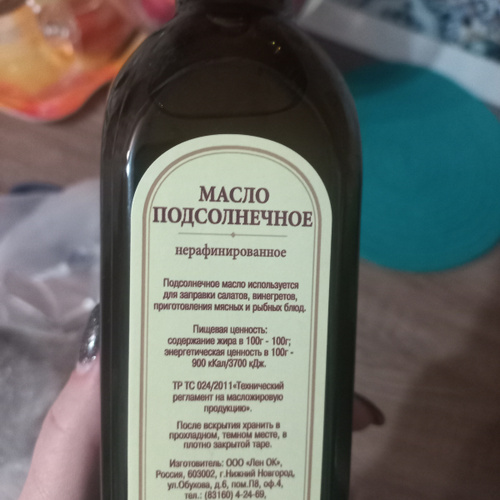 МАСЛО
ПОДСОЛНЕЧНОЕ
нерафинированное
Подсолнечное масло используется
для заправки салатов, винегретов,
приготовления мясных и рыбных блюд.
Пищевая ценность:
содержание жира в 100г - 100г;
энергетическая ценность в 100г -
900 кКал/3700 кДж.
ТР ТС 024/2011«Технический
регламент на масложировую
продукцию».
После вскрытия хранить в
прохладном, темном месте, в
плотно закрытой таре.
Изготовитель: ООО «Лен ОК»,
Россия, 603002, г.Нижний Новгород,
ул.Обухова, д.6, пом.П8, оф.4,
тел.: (83160) 4-24-69,